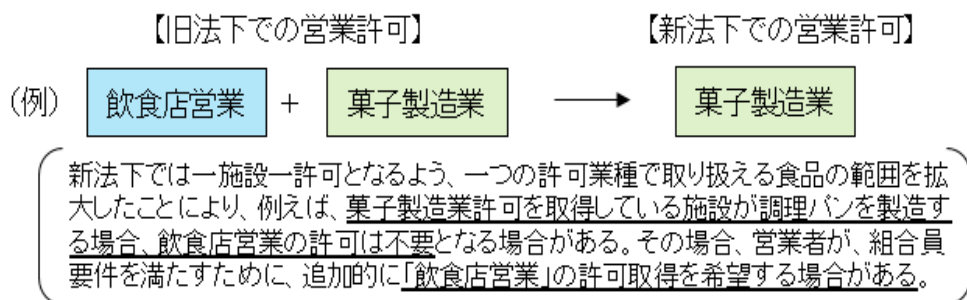 【旧法下での営業許可】 【新法下での営業許可】
(例) 飲食店営業 + 菓子製造業 → 菓子製造業
新法下では一施設一許可となるよう、一つの許可業種で取り扱える食品の範囲を拡
大したことにより、例えば、菓子製造業許可を取得している施設が調理パンを製造す
る場合、飲食店営業の許可は不要となる場合がある。その場合、営業者が、組合員
要件を満たすために、追加的に「飲食店営業」の許可取得を希望する場合がある。